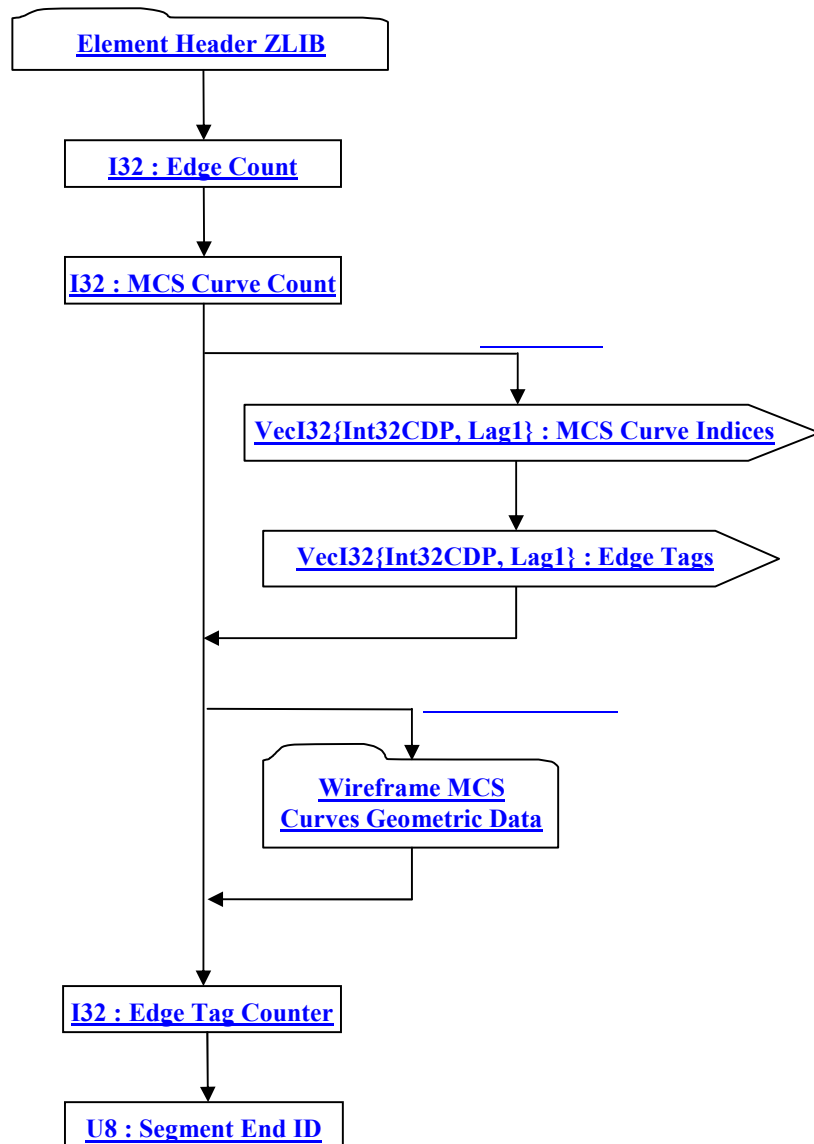 Element Header ZLIB
I32 : Edge Count
I32 : MCS Curve Count
VecI32{Int32CDP, Lag1} : MCS Curve Indices
VecI32{Int32CDP, Lag1} : Edge Tags
Wireframe MCS
Curves Geometric Data
I32 : Edge Tag Counter
U8 : Segment End ID